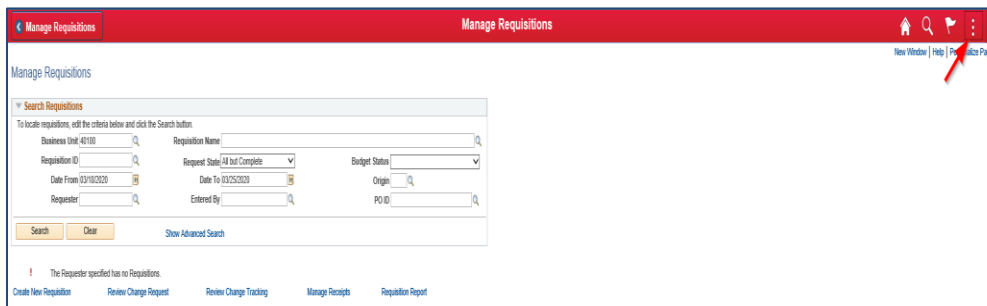 Manage Requisitions
Manage Requisitions
New Window | Help |
Manage Requisitions
Search Requisitions
To locate requisitions, edit the criteria below and click the Search button.
Business Unit 40100 Requisition Name
Requisition ID Request State All but Complete Budget Status
Date From 03/18/2020 Date To 03/25/2020 Origin
Requester Entered By PO ID
Search Clear Show Advanced Search
! The Requester specified has no Requisitions.
Create New Requisition Review Change Request Review Change Tracking Manage Receipts Requisition Report